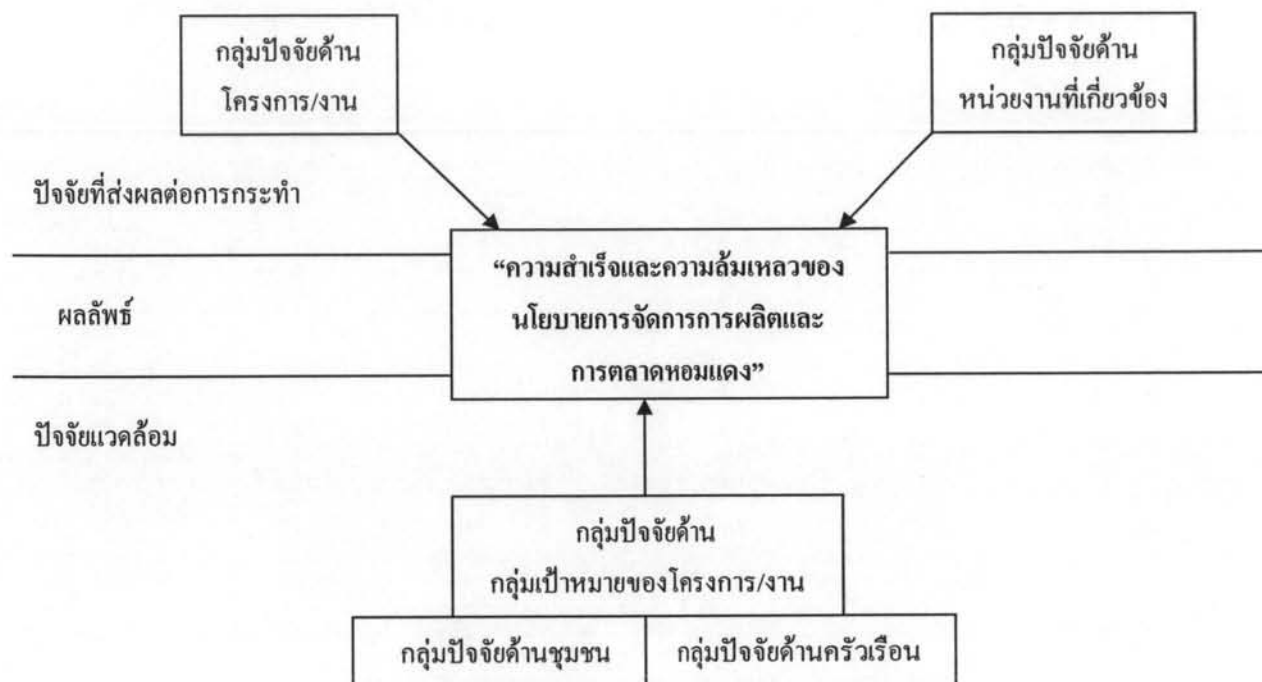 กลุ่มปัจจัยด้าน
โครงการ/งาน
กลุ่มปัจจัยด้าน
หน่วยงานที่เกี่ยวข้อง
ปัจจัยที่ส่งผลต่อการกระทำ
“ความสำเร็จและความล้มเหลวของ
นโยบายการจัดการการผลิตและ
การตลาดหอมแดง”
ผลลัพธ์
ปัจจัยแวดล้อม
กลุ่มปัจจัยด้าน
กลุ่มเป้าหมายของโครงการ/งาน
กลุ่มปัจจัยด้านชุมชน
กลุ่มปัจจัยด้านครัวเรือน